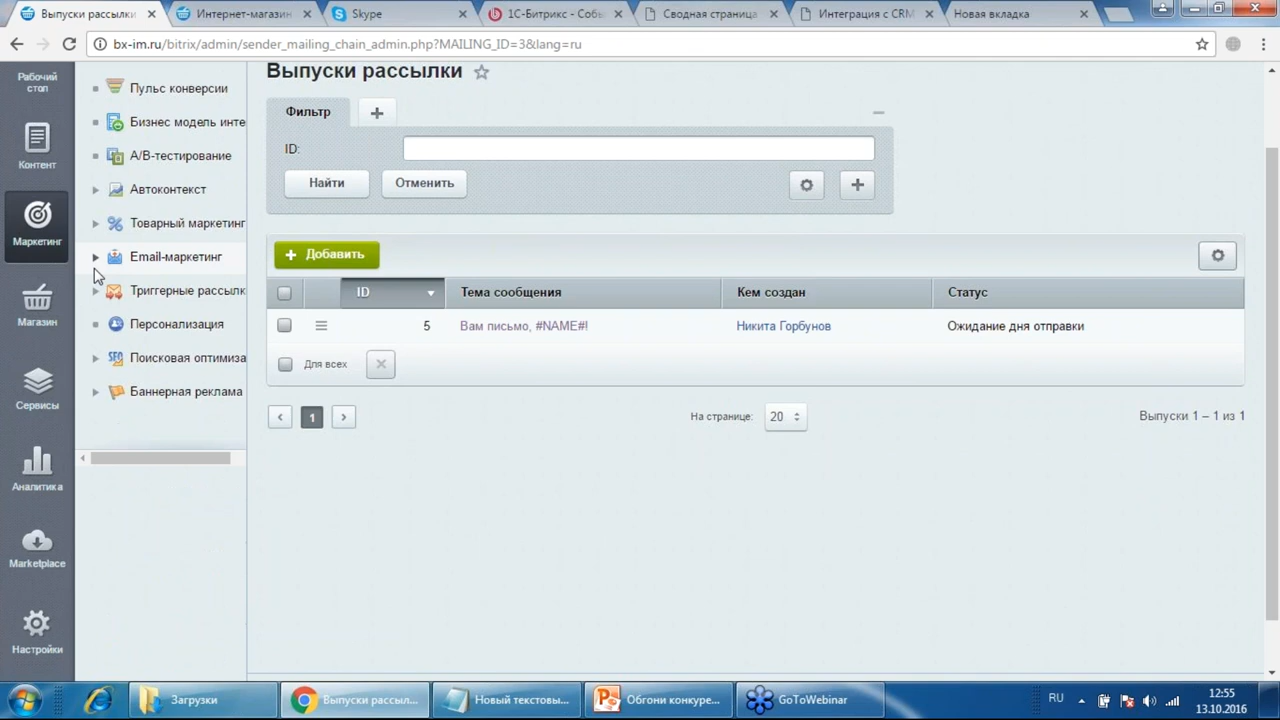 Выпуски рассылки
Интернет-магазин
Skype
1С-Битрикс - Собы
Сводная страница
Интеграция с CRM
Новая вкладка
bx-im.ru/bitrix/admin/sender_mailing_chain_admin.php?MAILING_ID=3&lang=ru
Рабочий
стол
Контент
Маркетинг
Магазин
Сервисы
Аналитика
Marketplace
Настройки
Пульс конверсии
Бизнес модель инте
А/В-тестирование
Автоконтекст
Товарный маркетинг
Email-маркетинг
Триггерные рассылк
Персонализация
Поисковая оптимиза
Баннерная реклама
Выпуски рассылки
Фильтр
ID:
Найти
Отменить
Добавить
ID
Тема сообщения
Кем создан
Статус
5
Вам письмо, #NAME#!
Никита Горбунов
Ожидание дня отправки
Для всех
1
На странице:
20
Выпуски 1 – 1 из 1
Загрузки
Выпуски рассыл...
Новый текстовы...
Обгони конкуре...
GoToWebinar
RU
12:55
13.10.2016